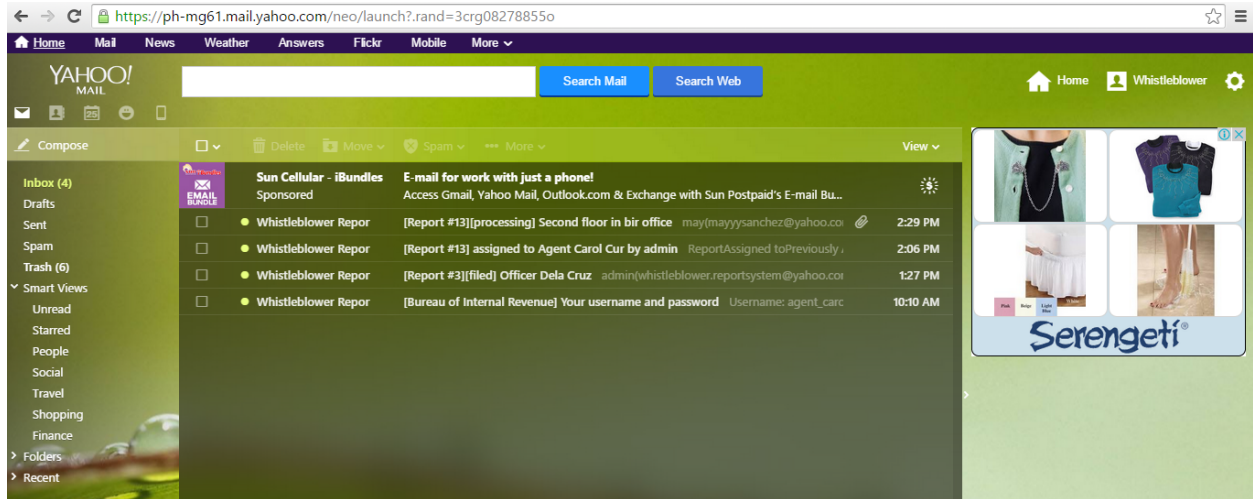 https://ph-mg61.mail.yahoo.com/neo/launch?.rand=3crg08278855o
Home Mail News Weather Answers Flickr Mobile More
YAHOO!
MAIL
Search Mail Search Web
Home Whistleblower
25
Compose
Delete Move Spam More View
Inbox (4)
Drafts
Sent
Spam
Trash (6)
Smart Views
Unread
Starred
People
Social
Travel
Shopping
Finance
Folders
Recent
EMAIL
BUNDLE
Sun Cellular - iBundles E-mail for work with just a phone!
Sponsored Access Gmail, Yahoo Mail, Outlook.com & Exchange with Sun Postpaid's E-mail Bu...
Whistleblower Repor [Report #13][processing] Second floor in bir office may(mayyysanchez@yahoo.co 2:29 PM
Whistleblower Repor [Report #13] assigned to Agent Carol Cur by admin ReportAssigned toPreviously 2:06 PM
Whistleblower Repor [Report #3][filed] Officer Dela Cruz admin(whistleblower.reportsystem@yahoo.co 1:27 PM
Whistleblower Repor [Bureau of Internal Revenue] Your username and password Username: agent_carc 10:10 AM
Pink Beige Light Blue White
Serengeti®